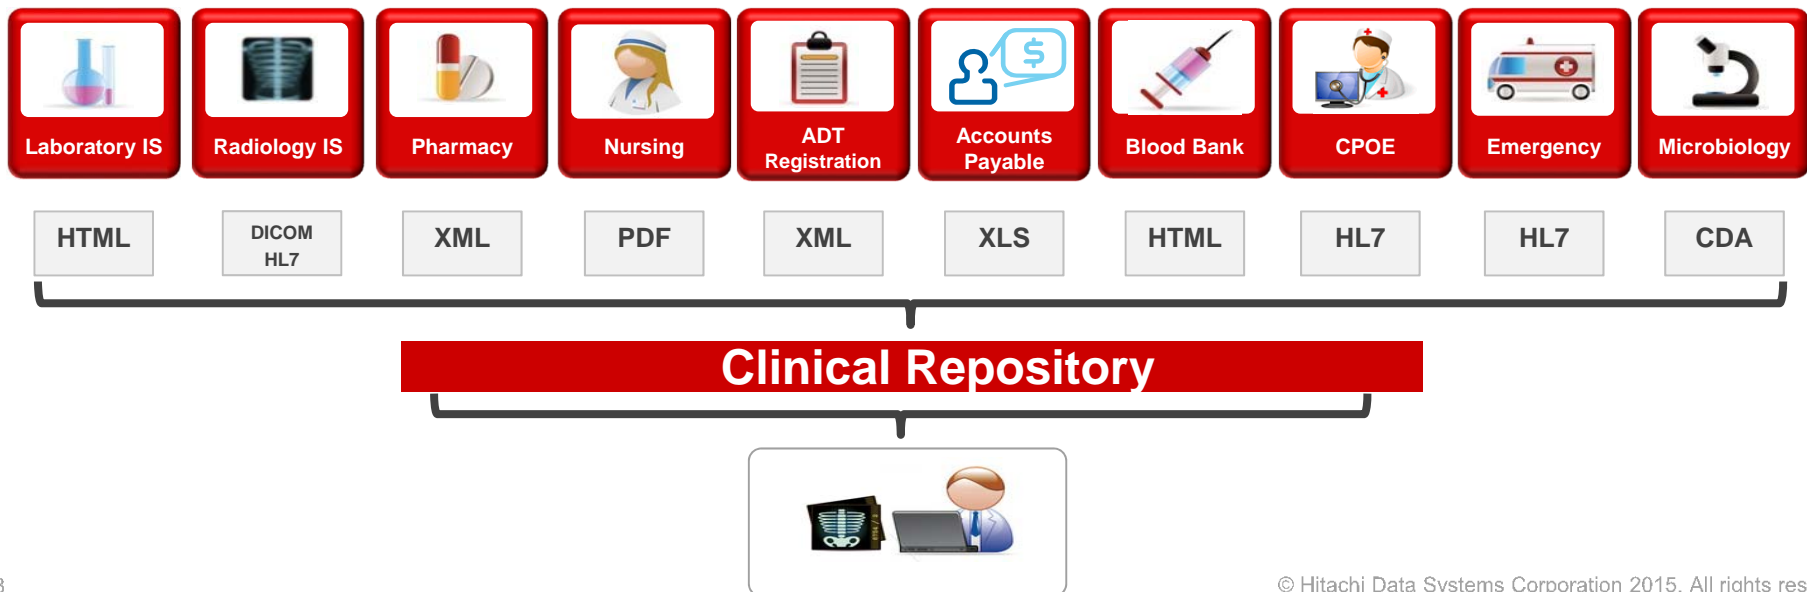 Laboratory IS
Radiology IS
Pharmacy
Nursing
ADT
Registration
Accounts
Payable
Blood Bank
CPOE
Emergency
Microbiology
$
HTML
DICOM
HL7
XML
PDF
XML
XLS
HTML
HL7
HL7
CDA
Clinical Repository
© Hitachi Data Systems Corporation 2015. All rights res